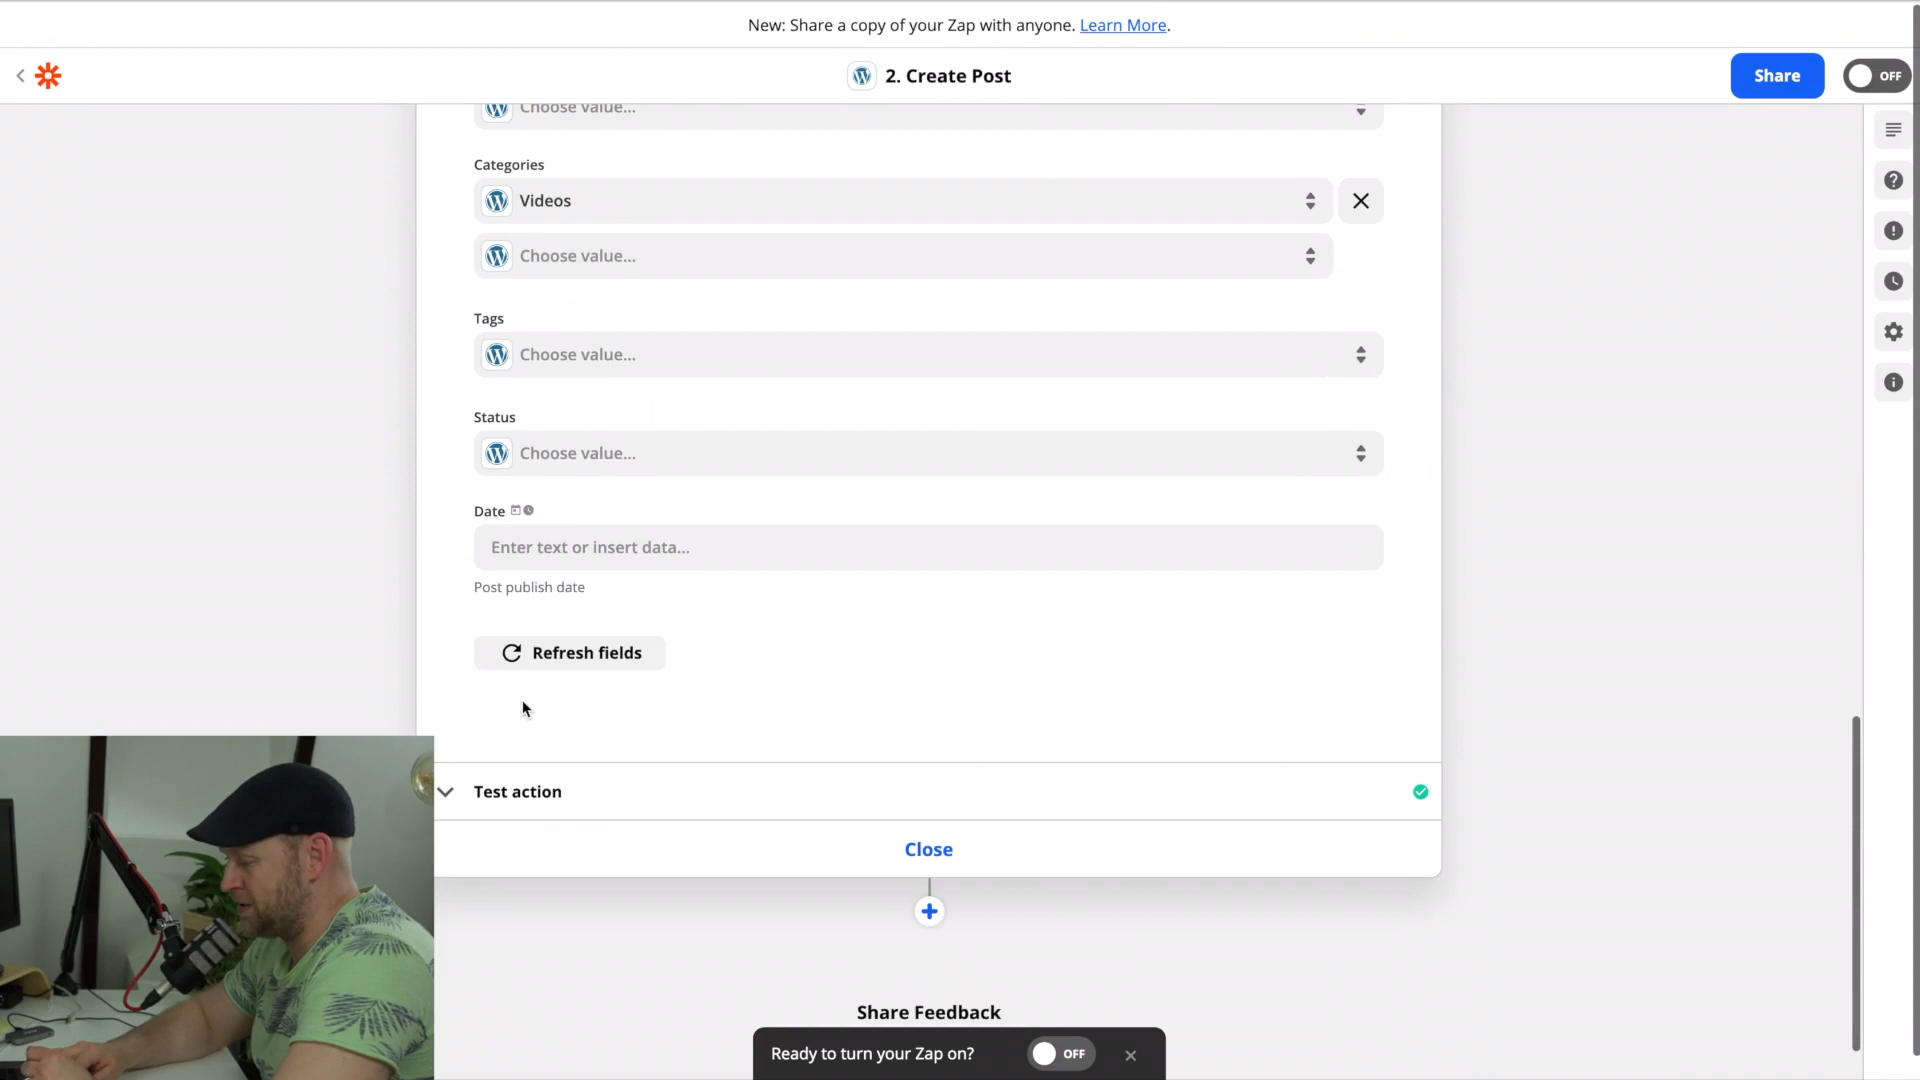 New: Share a copy of your Zap with anyone. Learn More.
2. Create Post
Share
OFF
Choose value...
Categories
Videos
Choose value...
Tags
Choose value...
Status
Choose value...
Date
Enter text or insert data...
Post publish date
Refresh fields
Test action
Close
Share Feedback
Ready to turn your Zap on?
OFF